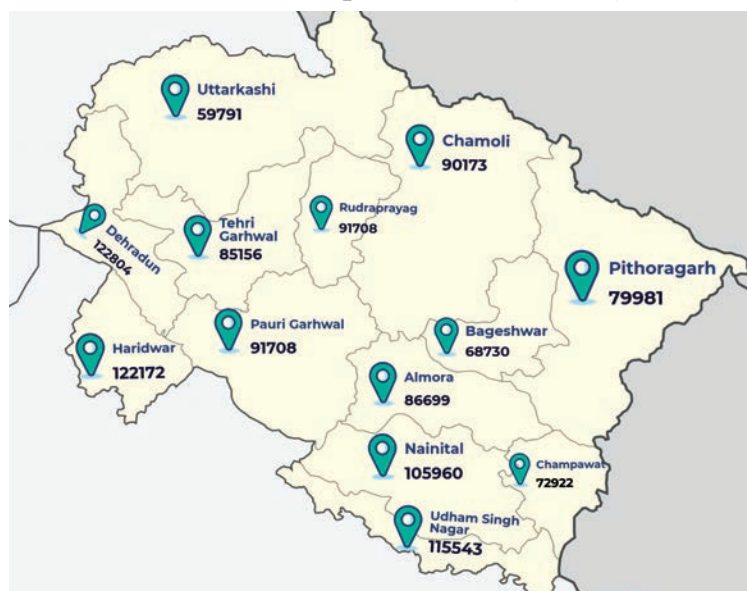 Uttarkashi
59791
Chamoli
90173
Rudraprayag
91708
Tehri
Garhwal
85156
Dehradun
122804
Pithoragarh
79981
Pauri Garhwal
91708
Bageshwar
68730
Haridwar
122172
Almora
86699
Nainital
105960
Champawat
72922
Udham Singh
Nagar
115543